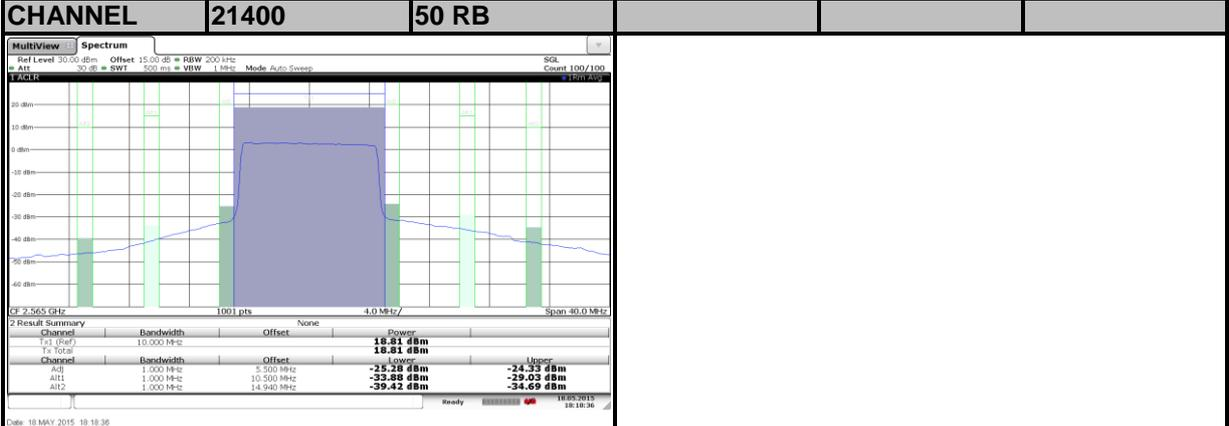 CHANNEL 21400 50 RB
MultiView Spectrum
Ref Level 30.00 dBm Offset 15.00 dB RBW 200 kHz SGL
Att 30 dB SWT 500 ms VBW 1 MHz Mode Auto Sweep Count 100/100
1 ACLR 1Rm Avg
20 dBm
10 dBm
0 dBm
-10 dBm
-20 dBm
-30 dBm
-40 dBm
-50 dBm
-60 dBm
CF 2.565 GHz 1001 pts 4.0 MHz/ Span 40.0 MHz
2 Result Summary None
Channel Bandwidth Offset Power
Tx1 (Ref) 10.000 MHz 18.81 dBm
Tx Total 18.81 dBm
Channel Bandwidth Offset Lower Upper
Adj 1.000 MHz 5.500 MHz -25.28 dBm -24.33 dBm
Alt1 1.000 MHz 10.500 MHz -33.88 dBm -29.03 dBm
Alt2 1.000 MHz 14.940 MHz -39.42 dBm -34.69 dBm
Ready 18.05.2015
18:18:36
Date: 18 MAY 2015 18:18:36